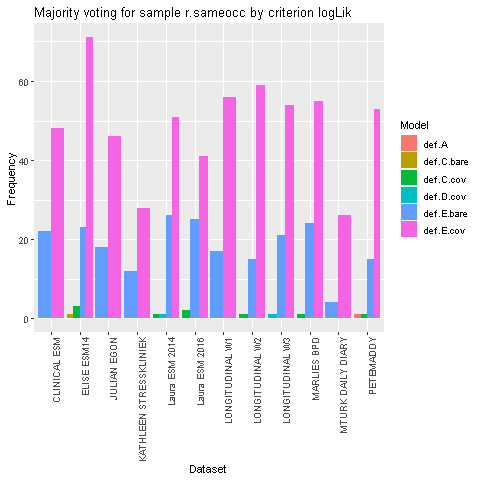 Majority voting for sample r.sameocc by criterion logLik
Frequency
60
40
20
0
CLINICAL ESM
ELISE ESM14
JULIAN EGON
KATHLEEN STRESSKLINIEK
Laura ESM 2014
Laura ESM 2016
LONGITUDINAL W1
LONGITUDINAL W2
LONGITUDINAL W3
MARLIES BPD
MTURK DAILY DIARY
PETEMADDY
Dataset
Model
def.A
def.C.bare
def.C.cov
def.D.cov
def.E.bare
def.E.cov